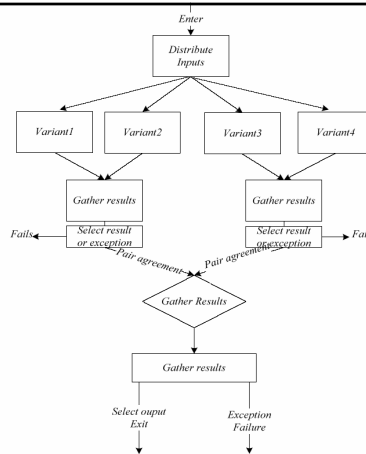 Enter
Distribute
Inputs
Variant1
Variant2
Variant3
Variant4
Gather results
Gather results
Fails
Select result
or exception
Select result
or exception
Fai
Pair agreement
Pair agreement
Gather Results
Gather results
Select ouput
Exit
Exception
Failure